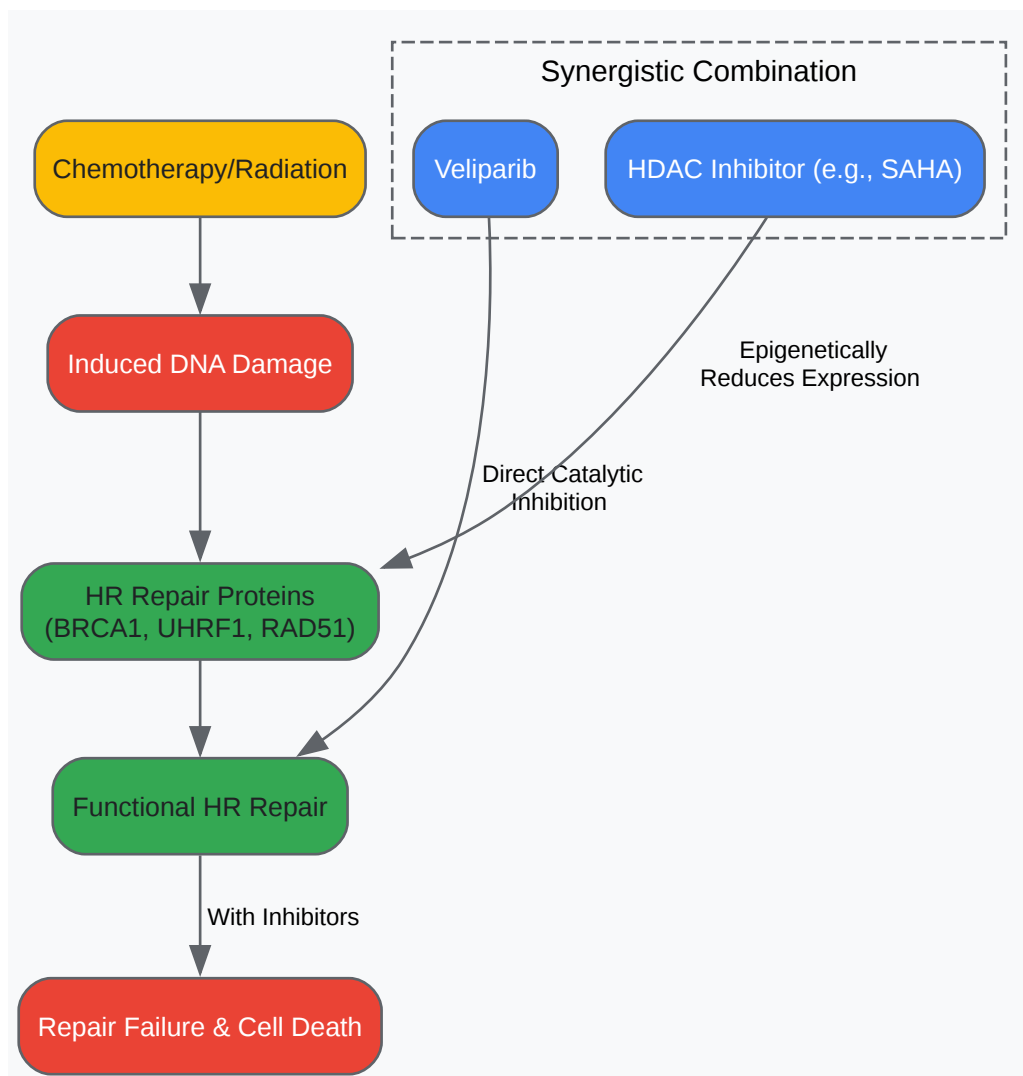 Synergistic Combination
Chemotherapy/Radiation
Veliparib
HDAC Inhibitor (e.g., SAHA)
Induced DNA Damage
Epigenetically
Reduces Expression
Direct Catalytic
Inhibition
HR Repair Proteins
(BRCA1, UHRF1, RAD51)
Functional HR Repair
With Inhibitors
Repair Failure & Cell Death